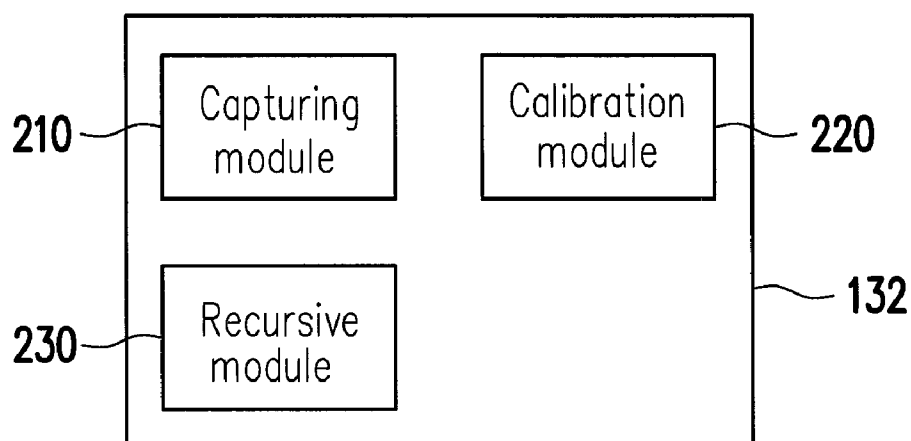 210
Capturing
module
Calibration
module
220
230
Recursive
module
132